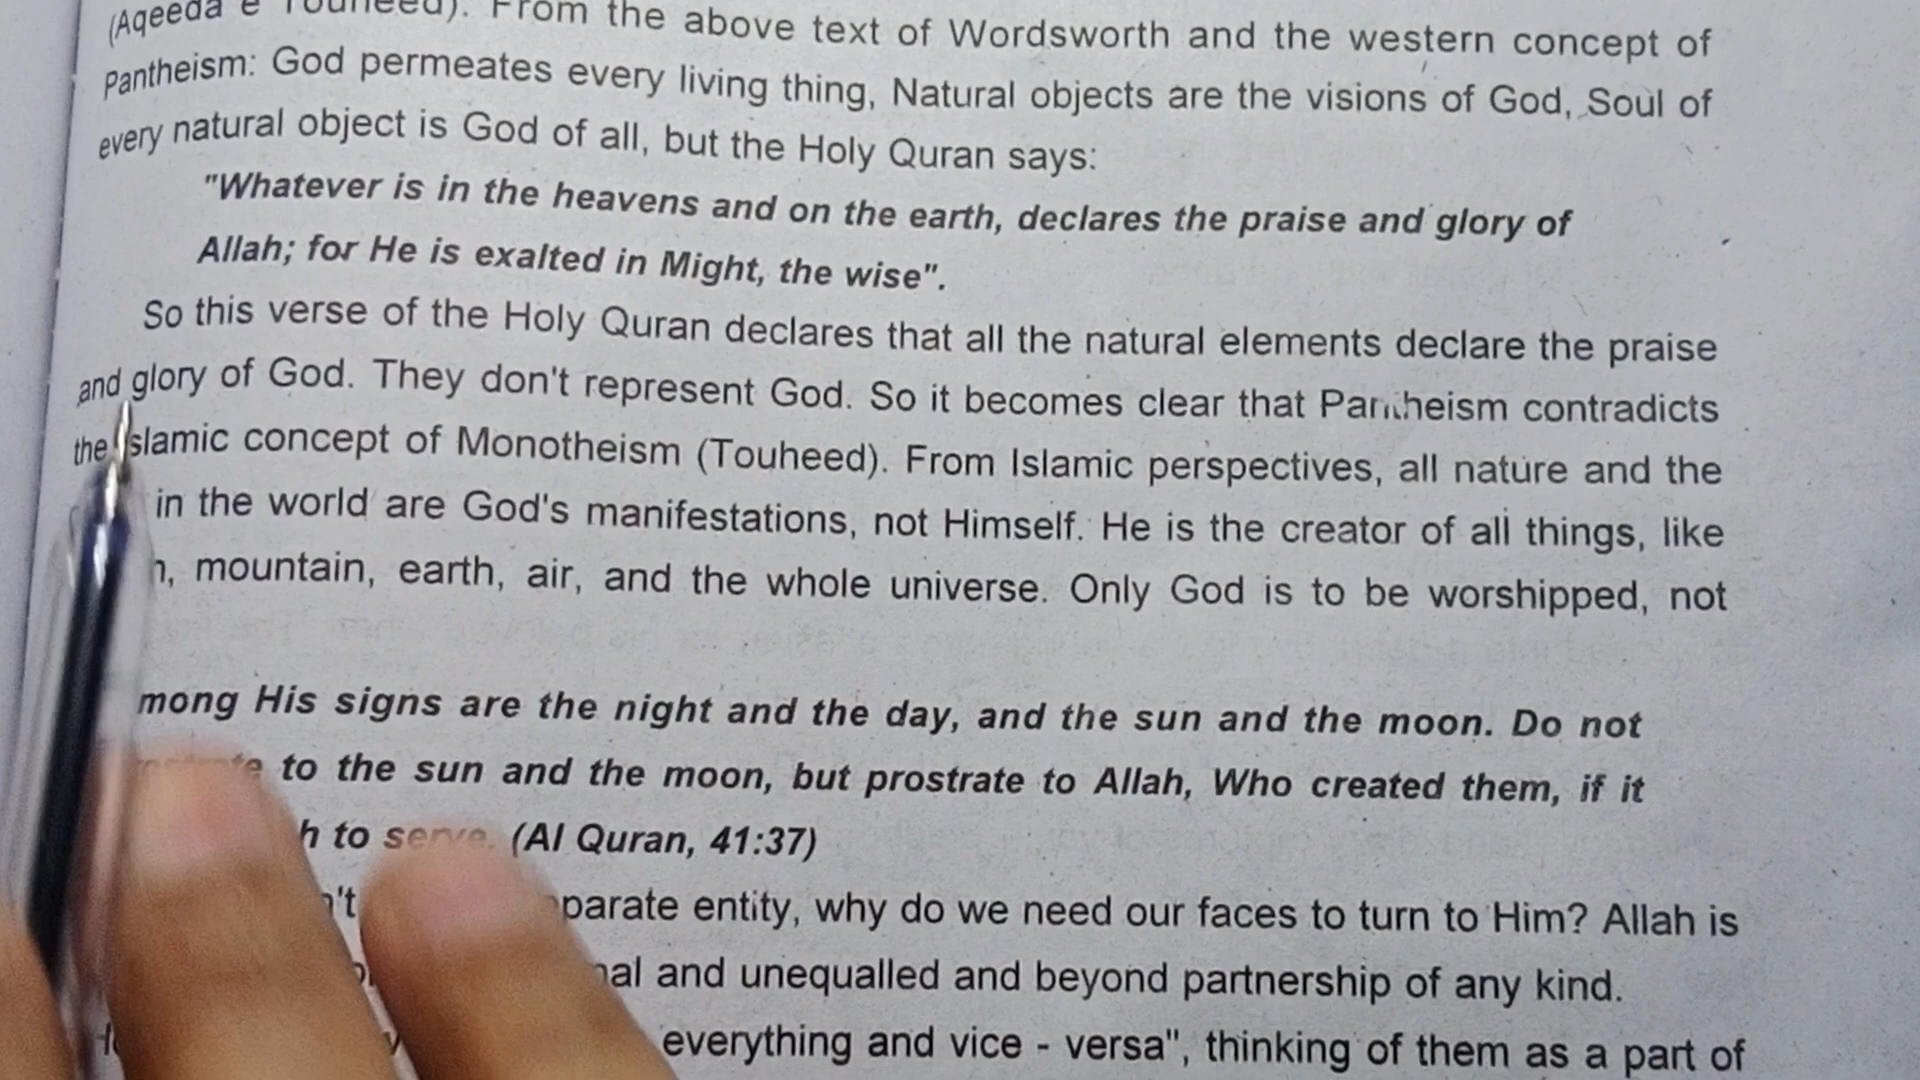 (Aqeeda e Touheed). From the above text of Wordsworth and the western concept of
Pantheism: God permeates every living thing, Natural objects are the visions of God, Soul of
every natural object is God of all, but the Holy Quran says:
"Whatever is in the heavens and on the earth, declares the praise and glory of
Allah; for He is exalted in Might, the wise".
So this verse of the Holy Quran declares that all the natural elements declare the praise
and glory of God. They don't represent God. So it becomes clear that Pantheism contradicts
the Islamic concept of Monotheism (Touheed). From Islamic perspectives, all nature and the
in the world are God's manifestations, not Himself. He is the creator of all things, like
mountain, earth, air, and the whole universe. Only God is to be worshipped, not
mong His signs are the night and the day, and the sun and the moon. Do not
to the sun and the moon, but prostrate to Allah, Who created them, if it
h to serve. (Al Quran, 41:37)
parate entity, why do we need our faces to turn to Him? Allah is
and unequalled and beyond partnership of any kind.
everything and vice - versa", thinking of them as a part of